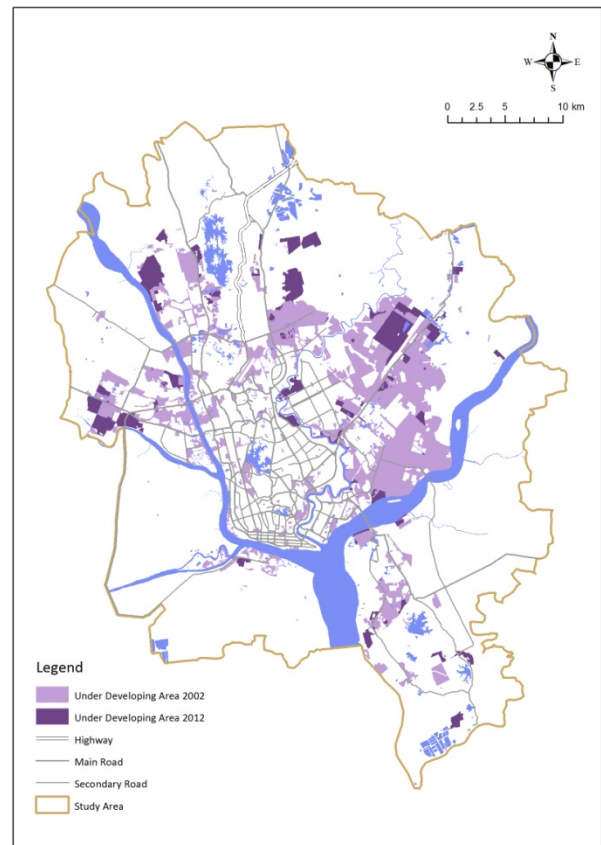 N
W E
S
0 2.5 5 10 km
Legend
Under Developing Area 2002
Under Developing Area 2012
Highway
Main Road
Secondary Road
Study Area